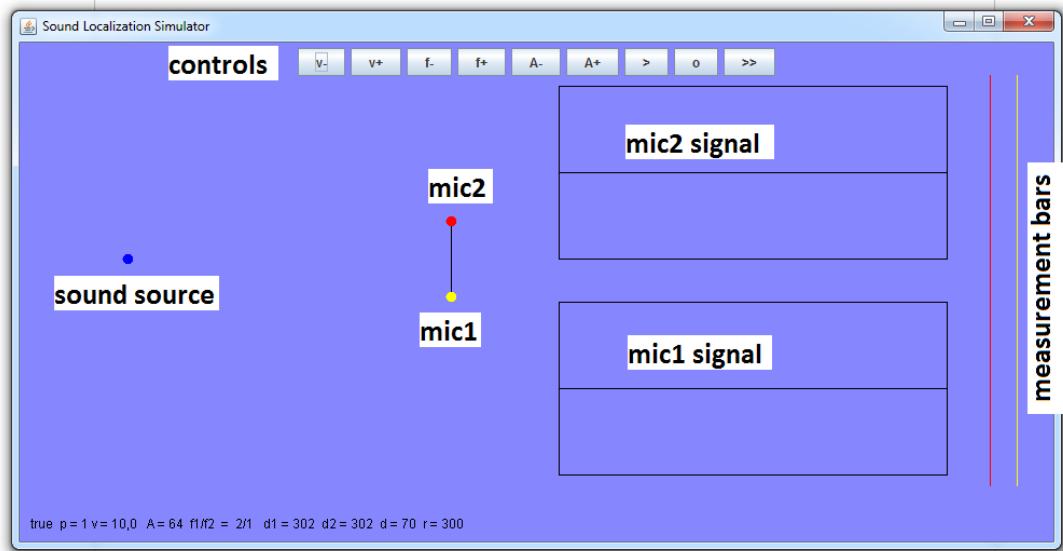 Sound Localization Simulator
controls v- v+ f- f+ A- A+ > o >>
mic2 signal
mic2
sound source
mic1
mic1 signal
measurement bars
true p = 1 v = 10,0 A = 64 f1/f2 = 2/1 d1 = 302 d2 = 302 d = 70 r = 300